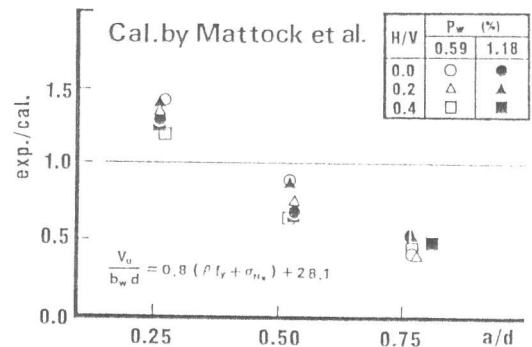 Cal.by Mattock et al.
H/V Pw (%)
0.59 1.18
0.0
0.2
0.4
exp./cal.
1.5
1.0
0.5
0.0
Vu / bw d = 0.8 (ρ fY + σNx) + 28.1
0.25 0.50 0.75 a/d